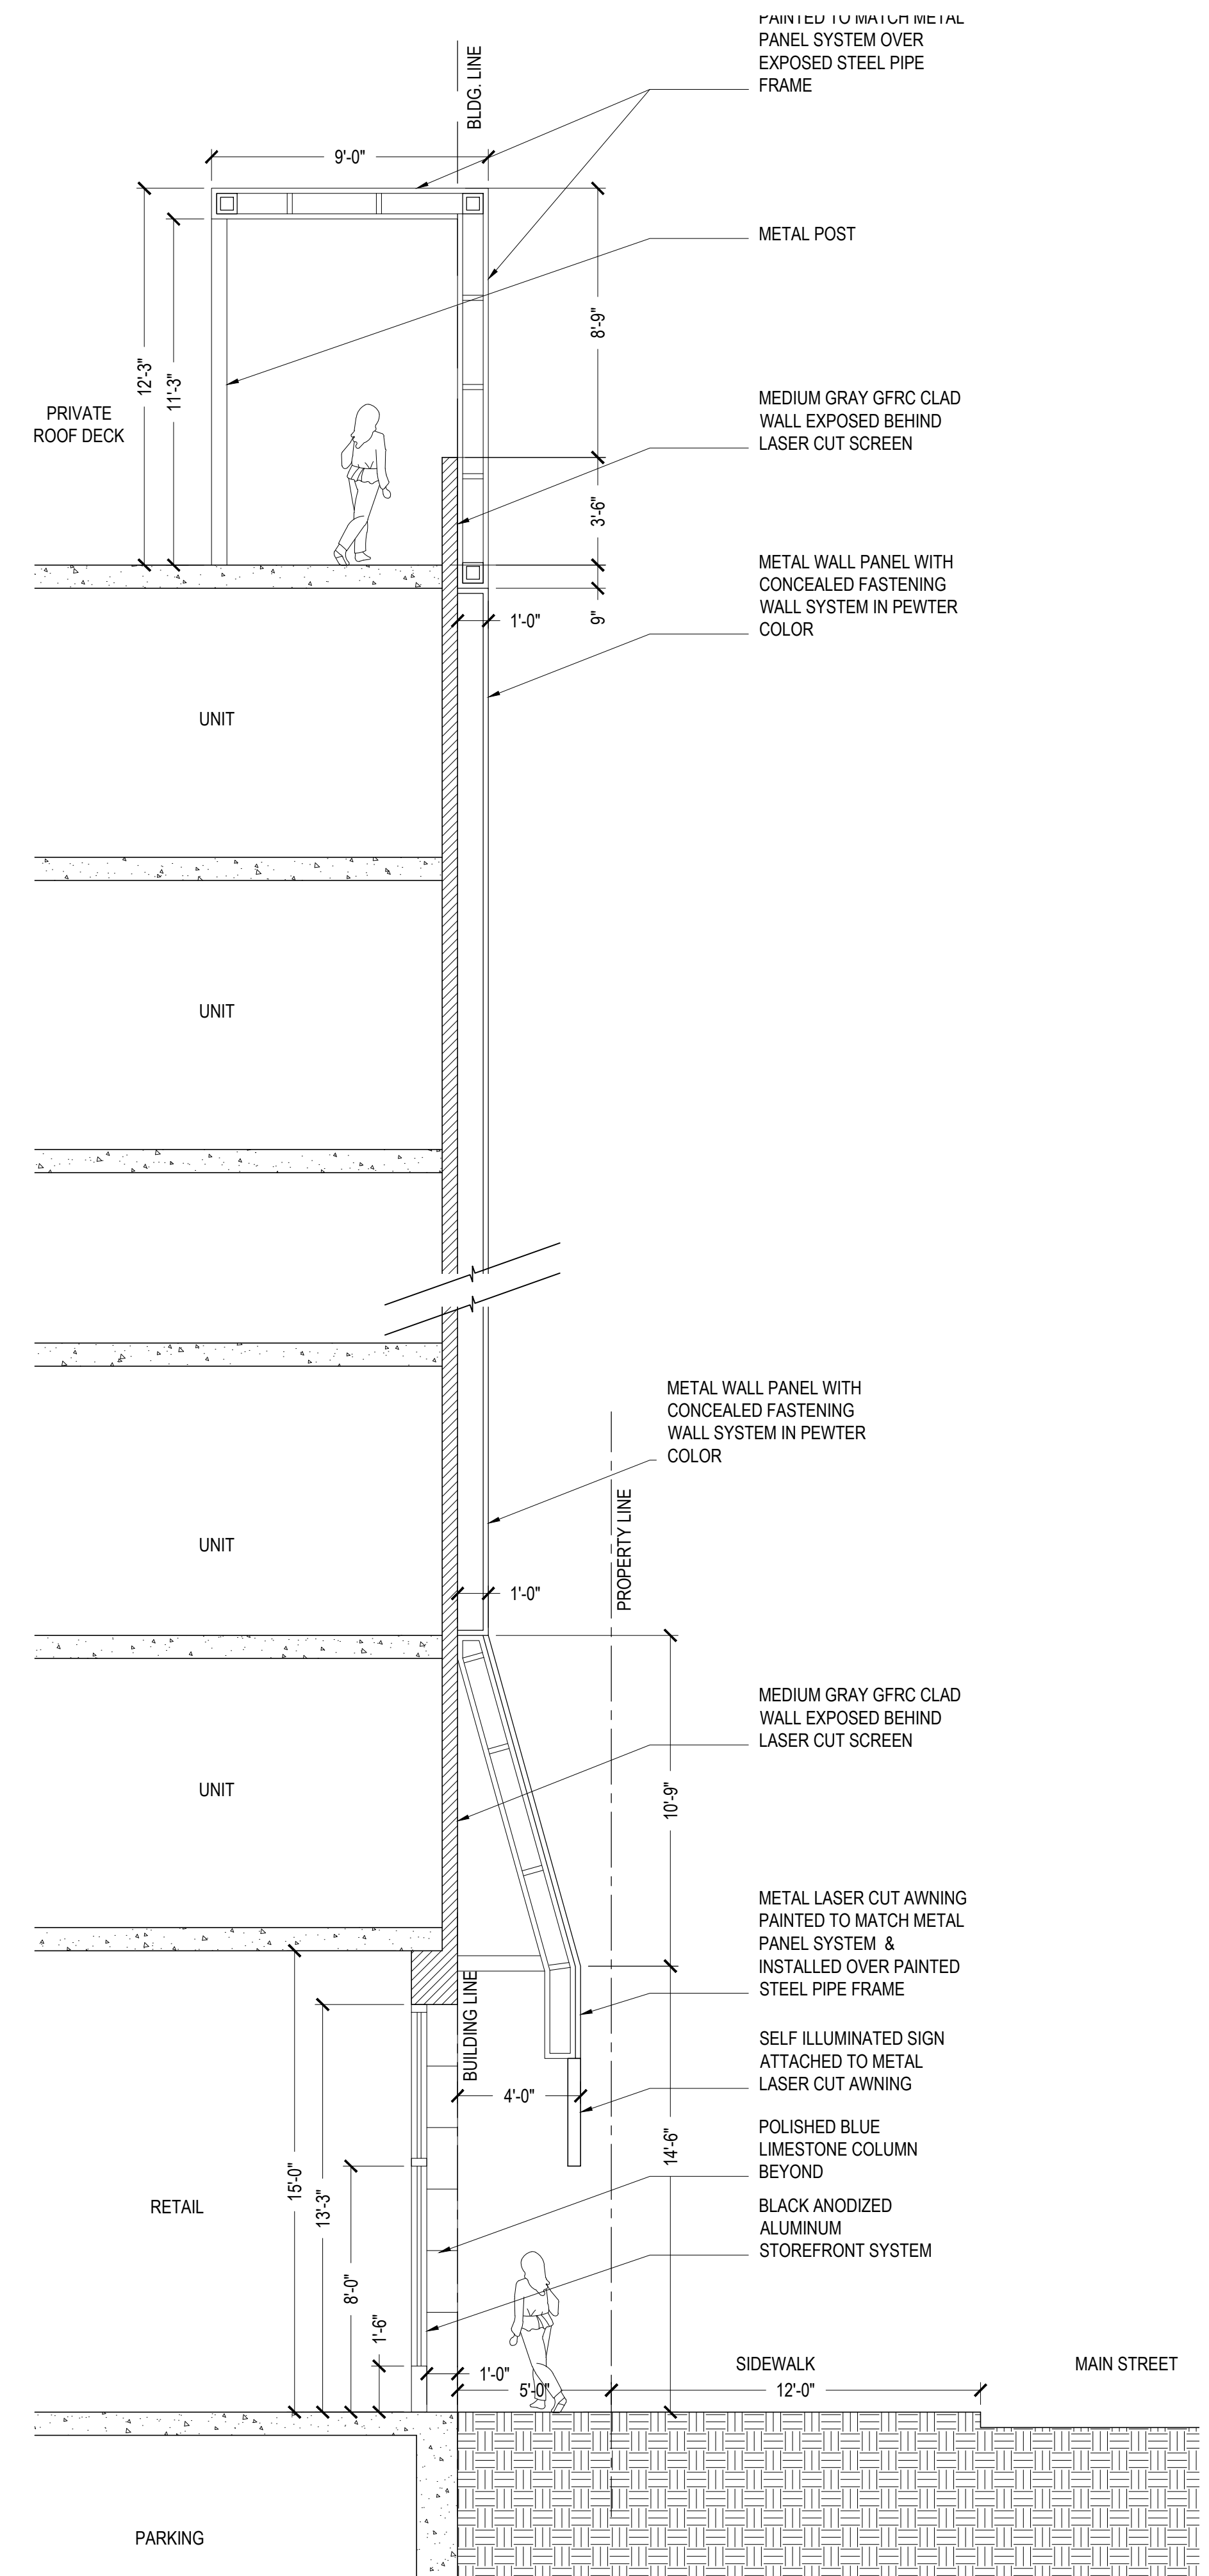 PAINTED TO MATCH METAL
PANEL SYSTEM OVER
EXPOSED STEEL PIPE
FRAME
BLDG. LINE
9'-0"
METAL POST
8'-9"
12'-3"
11'-3"
PRIVATE
ROOF DECK
MEDIUM GRAY GFRC CLAD
WALL EXPOSED BEHIND
LASER CUT SCREEN
3'-6"
METAL WALL PANEL WITH
CONCEALED FASTENING
WALL SYSTEM IN PEWTER
COLOR
9"
1'-0"
UNIT
UNIT
METAL WALL PANEL WITH
CONCEALED FASTENING
WALL SYSTEM IN PEWTER
COLOR
PROPERTY LINE
UNIT
1'-0"
MEDIUM GRAY GFRC CLAD
WALL EXPOSED BEHIND
LASER CUT SCREEN
UNIT
10'-9"
METAL LASER CUT AWNING
PAINTED TO MATCH METAL
PANEL SYSTEM &
INSTALLED OVER PAINTED
STEEL PIPE FRAME
BUILDING LINE
SELF ILLUMINATED SIGN
ATTACHED TO METAL
LASER CUT AWNING
4'-0"
14'-6"
POLISHED BLUE
LIMESTONE COLUMN
BEYOND
15'-0"
13'-3"
RETAIL
BLACK ANODIZED
ALUMINUM
STOREFRONT SYSTEM
8'-0"
1'-6"
SIDEWALK
MAIN STREET
1'-0"
5'-0"
12'-0"
PARKING